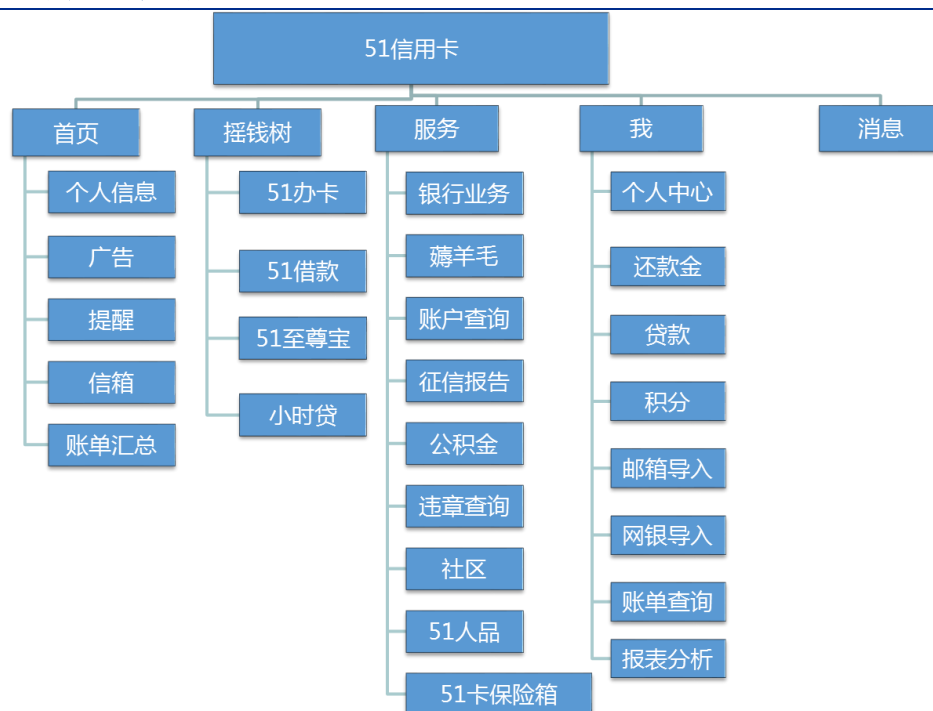 51信用卡
首页
摇钱树
服务
我
消息
个人信息
广告
提醒
信箱
账单汇总
51办卡
51借款
51至尊宝
小时贷
银行业务
薅羊毛
账户查询
征信报告
公积金
违章查询
社区
51人品
51卡保险箱
个人中心
还款金
贷款
积分
邮箱导入
网银导入
账单查询
报表分析